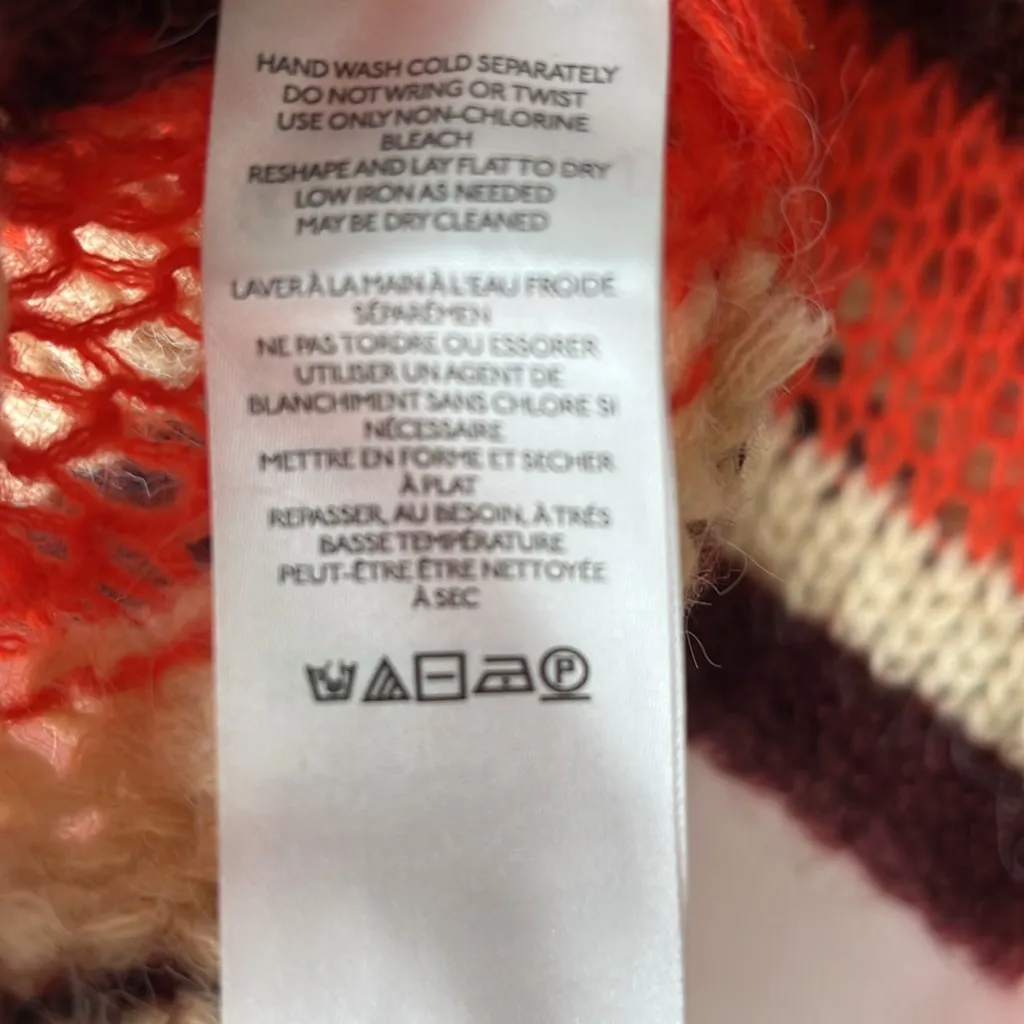 HAND WASH COLD SEPARATELY
DO NOT WRING OR TWIST
USE ONLY NON-CHLORINE
BLEACH
RESHAPE AND LAY FLAT TO DRY
LOW IRON AS NEEDED
MAY BE DRY CLEANED
LAVER À LA MAIN À L'EAU FROIDE
SÉPARÉMEN
NE PAS TORDRE OU ESSORER
UTILISER UN AGENT DE
BLANCHIMENT SANS CHLORE SI
NÉCESSAIRE
METTRE EN FORME ET SECHER
À PLAT
REPASSER, AU BESOIN, À TRÉS
BASSE TEMPÉRATURE
PEUT-ÊTRE ÊTRE NETTOYÉE
À SEC
P